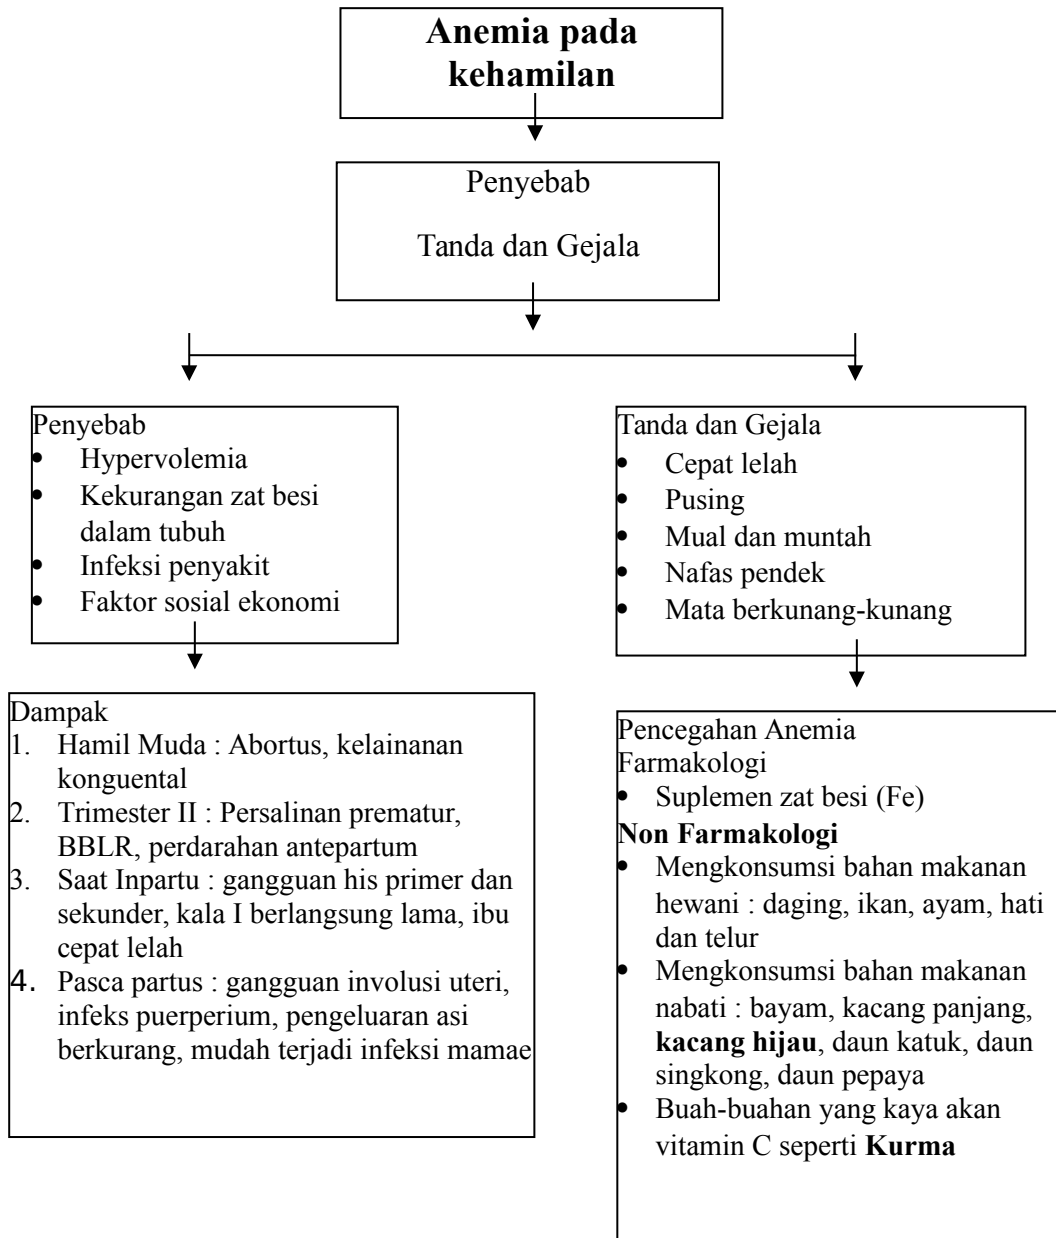 Anemia pada
kehamilan
Penyebab
Tanda dan Gejala
Penyebab
• Hypervolemia
• Kekurangan zat besi
dalam tubuh
• Infeksi penyakit
• Faktor sosial ekonomi
Tanda dan Gejala
• Cepat lelah
• Pusing
• Mual dan muntah
• Nafas pendek
• Mata berkunang-kunang
Dampak
1. Hamil Muda : Abortus, kelainanan
konguental
2. Trimester II : Persalinan prematur,
BBLR, perdarahan antepartum
3. Saat Inpartu : gangguan his primer dan
sekunder, kala I berlangsung lama, ibu
cepat lelah
4. Pasca partus : gangguan involusi uteri,
infeks puerperium, pengeluaran asi
berkurang, mudah terjadi infeksi mamae
Pencegahan Anemia
Farmakologi
• Suplemen zat besi (Fe)
Non Farmakologi
• Mengkonsumsi bahan makanan
hewani : daging, ikan, ayam, hati
dan telur
• Mengkonsumsi bahan makanan
nabati : bayam, kacang panjang,
kacang hijau, daun katuk, daun
singkong, daun pepaya
• Buah-buahan yang kaya akan
vitamin C seperti Kurma